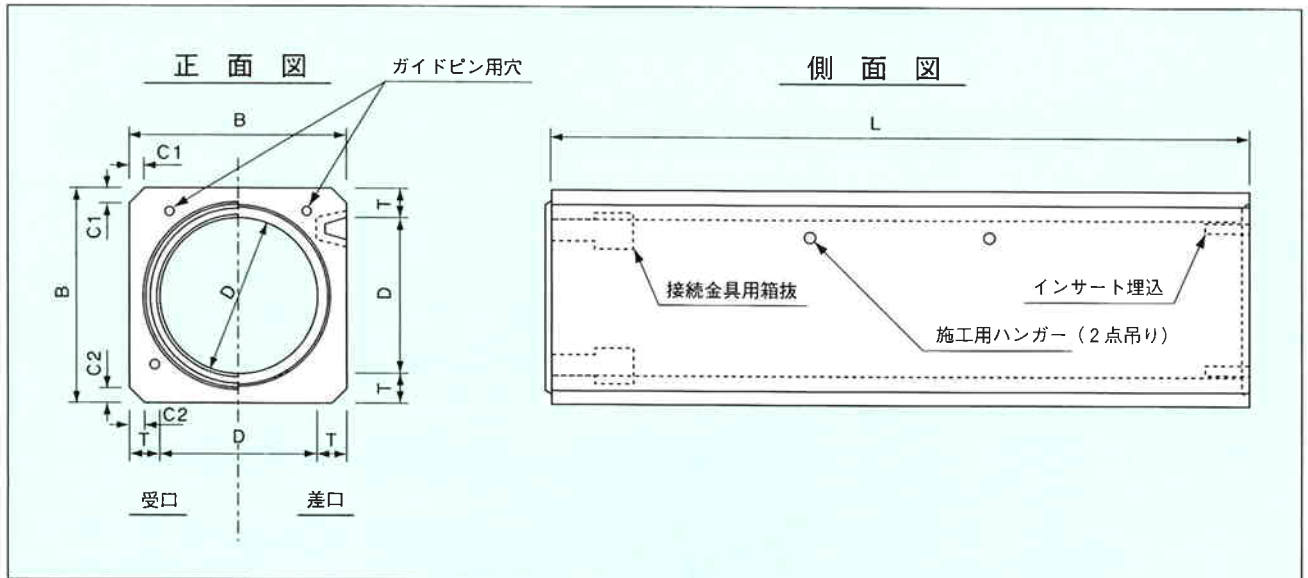 正面図
ガイドピン用穴
B
C1
C1
B
T
D
D
C2
T
C2
T
D
T
受口
差口
側面図
L
接続金具用箱抜
インサート埋込
施工用ハンガー（2点吊り）